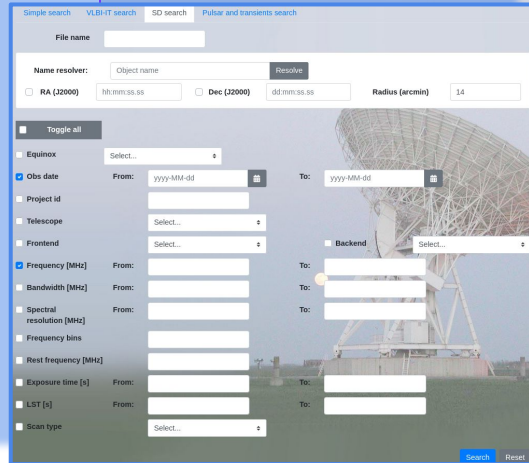 Simple search VLBI-IT search SD search Pulsar and transients search
File name
Name resolver: Object name Resolve
RA (J2000) hh:mm:ss.ss Dec (J2000) dd:mm:ss.ss Radius (arcmin) 14
Toggle all
Equinox Select...
Obs date From: yyyy-MM-dd To: yyyy-MM-dd
Project id
Telescope Select...
Frontend Select... Backend Select...
Frequency [MHz] From: To:
Bandwidth [MHz] From: To:
Spectral From: To:
resolution [MHz]
Frequency bins
Rest frequency [MHz]
Exposure time [s] From: To:
LST [s] From: To:
Scan type Select...
Search Reset